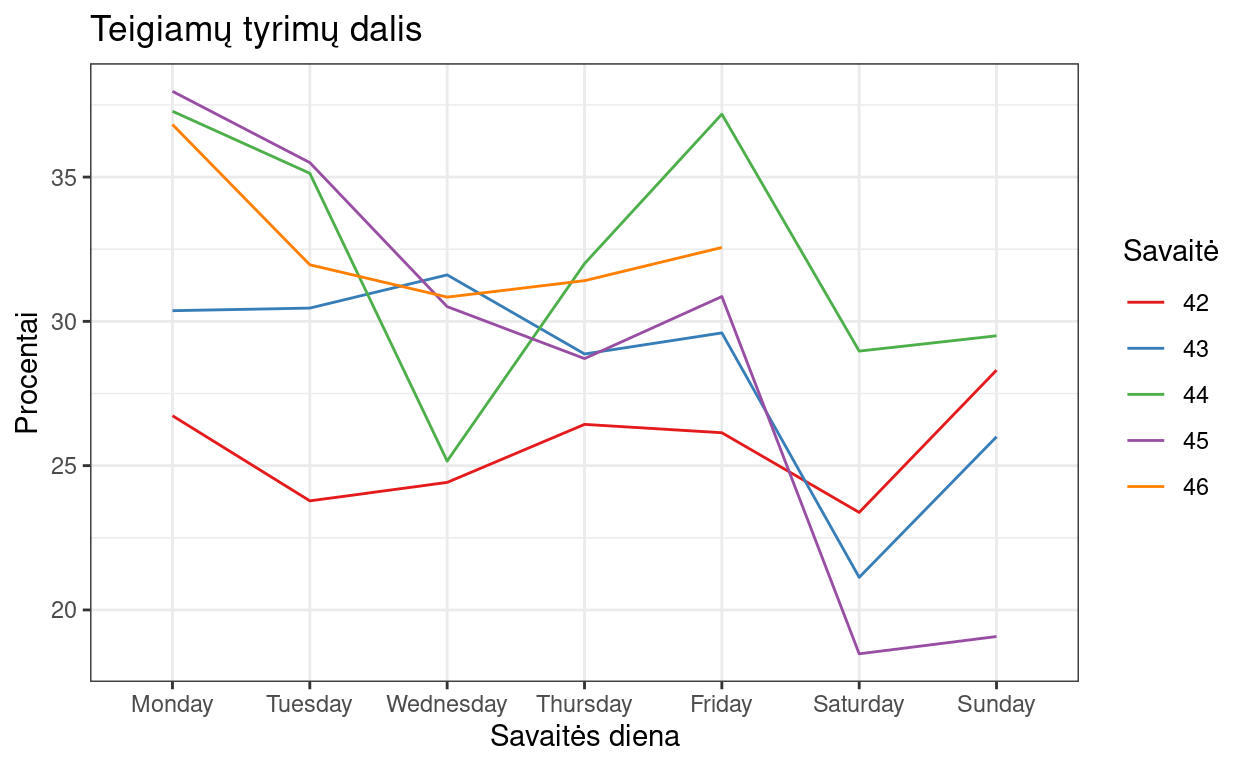 Teigiamų tyrimų dalis
Procentai
35
30
25
20
Monday Tuesday Wednesday Thursday Friday Saturday Sunday
Savaitės diena
Savaitė
42
43
44
45
46